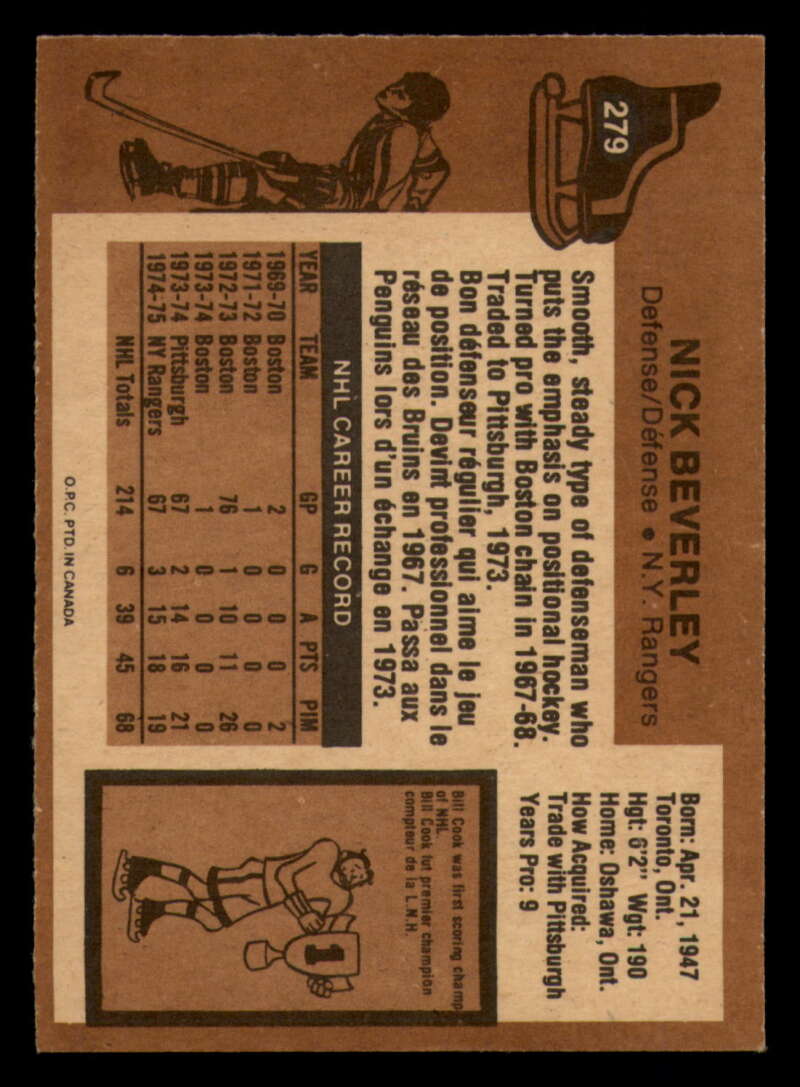 279
NICK BEVERLEY
Defense/Défense • N.Y. Rangers
Smooth, steady type of defenseman who
puts the emphasis on positional hockey.
Turned pro with Boston chain in 1967-68.
Traded to Pittsburgh, 1973.
Bon défenseur régulier qui aime le jeu
de position. Devint professionnel dans le
réseau des Bruins en 1967. Passa aux
Penguins lors d'un échange en 1973.
Born: Apr. 21, 1947
Toronto, Ont.
Hgt: 6'2" Wgt: 190
Home: Oshawa, Ont.
How Acquired:
Trade with Pittsburgh
Years Pro: 9
NHL CAREER RECORD
YEAR TEAM GP G A PTS PIM
1969-70 Boston 2 0 0 0 2
1971-72 Boston 1 0 0 0 0
1972-73 Boston 76 1 10 11 26
1973-74 Boston 1 0 0 0 0
1973-74 Pittsburgh 67 2 14 16 21
1974-75 NY Rangers 67 3 15 18 19
NHL Totals 214 6 39 45 68
Bill Cook was first scoring champ
of NHL.
Bill Cook fut premier champion
compteur de la L.N.H.
1
O.P.C. PTD. IN CANADA